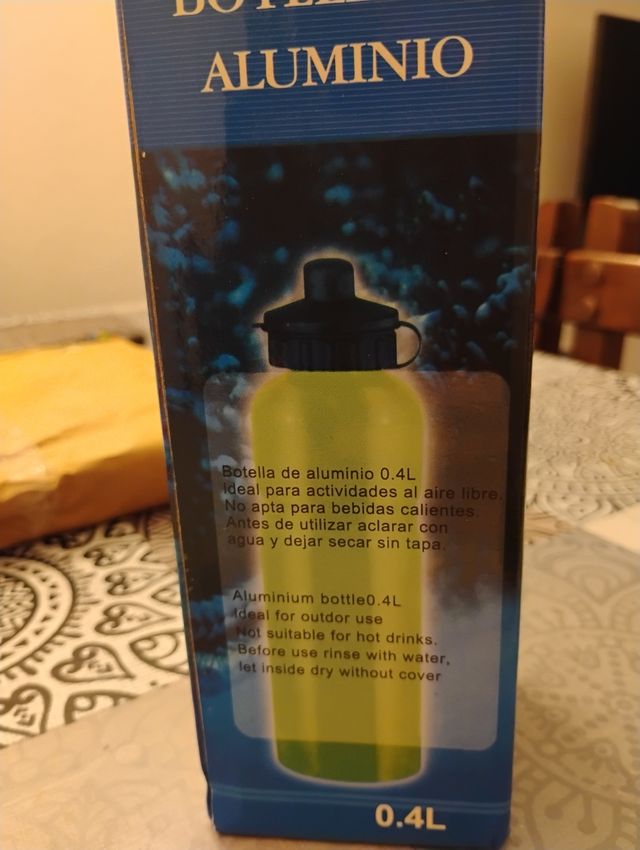 ALUMINIO
Botella de aluminio 0.4L
ideal para actividades al aire libre.
No apta para bebidas calientes.
Antes de utilizar aclarar con
agua y dejar secar sin tapa.
Aluminium bottle0.4L
Ideal for outdor use
Not suitable for hot drinks.
Before use rinse with water,
let inside dry without cover
0.4L